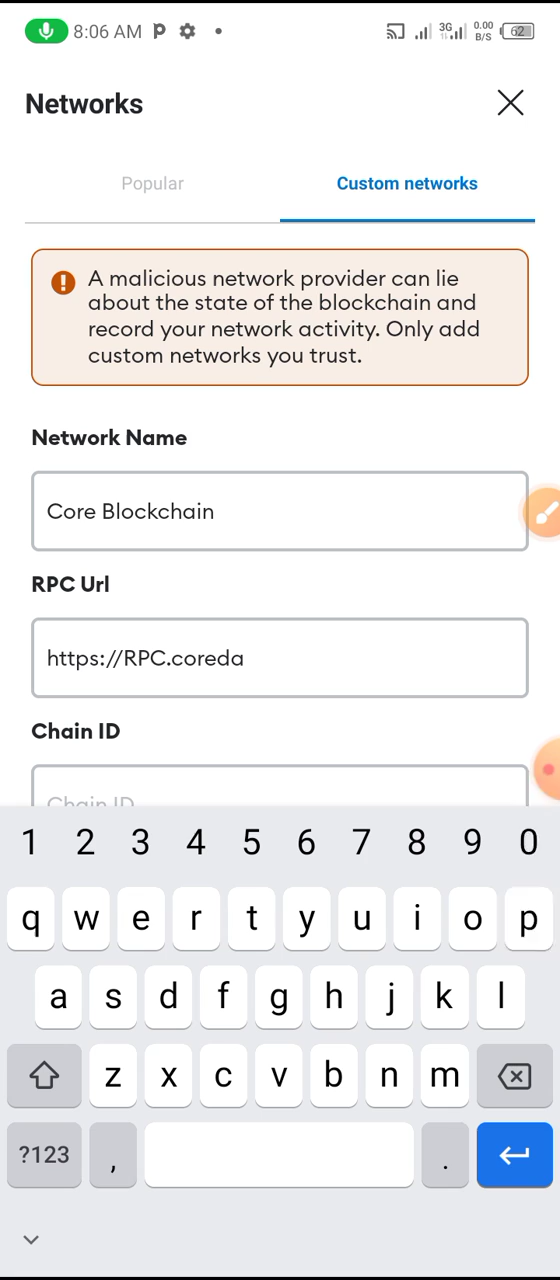 8:06 AM
3G
0.00
B/S
62
Networks
Popular
Custom networks
A malicious network provider can lie
about the state of the blockchain and
record your network activity. Only add
custom networks you trust.
Network Name
Core Blockchain
RPC Url
https://RPC.coreda
Chain ID
Chain ID
1 2 3 4 5 6 7 8 9 0
q w e r t y u i o p
a s d f g h j k l
z x c v b n m
?123 , .